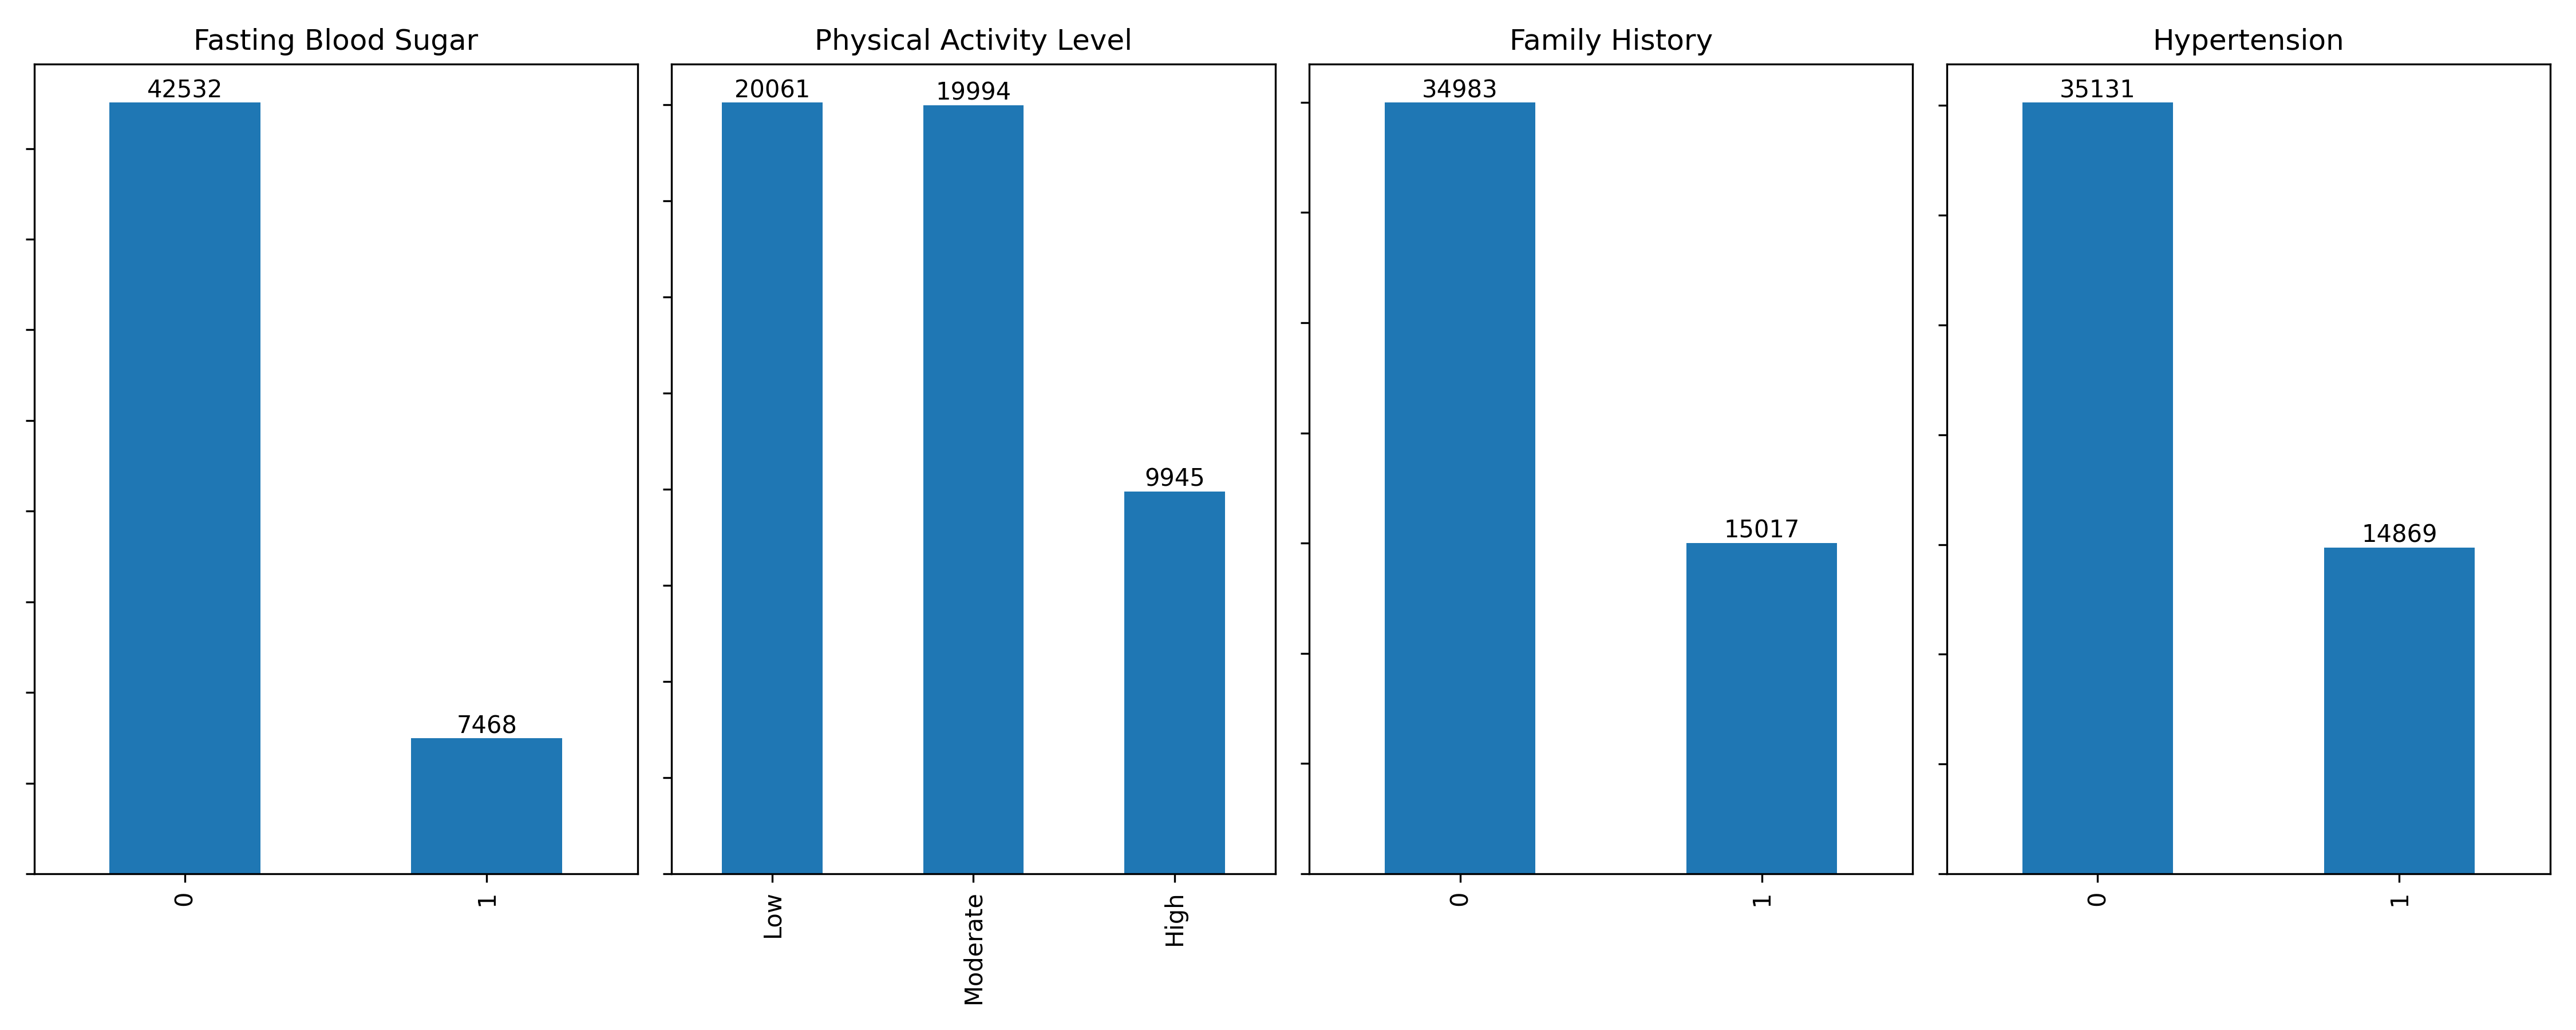 Fasting Blood Sugar
42532
7468
0
1
Physical Activity Level
20061
19994
9945
Low
Moderate
High
Family History
34983
15017
0
1
Hypertension
35131
14869
0
1